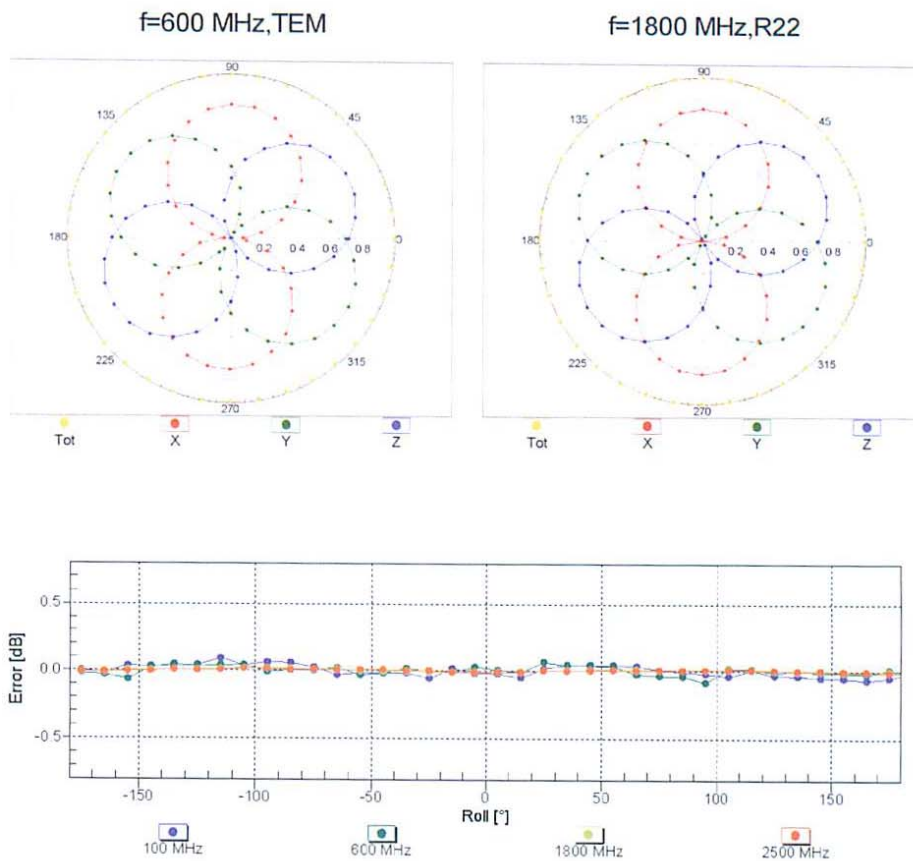 f=600 MHz,TEM
f=1800 MHz,R22
90
135
45
180
0.2 0.4 0.6 0.8
0
225
315
270
Tot X Y Z
90
135
45
180
0.2 0.4 0.6 0.8
0
225
315
270
Tot X Y Z
Error [dB]
0.5
0.0
-0.5
-150 -100 -50 0 50 100 150
Roll [°]
100 MHz 600 MHz 1800 MHz 2500 MHz